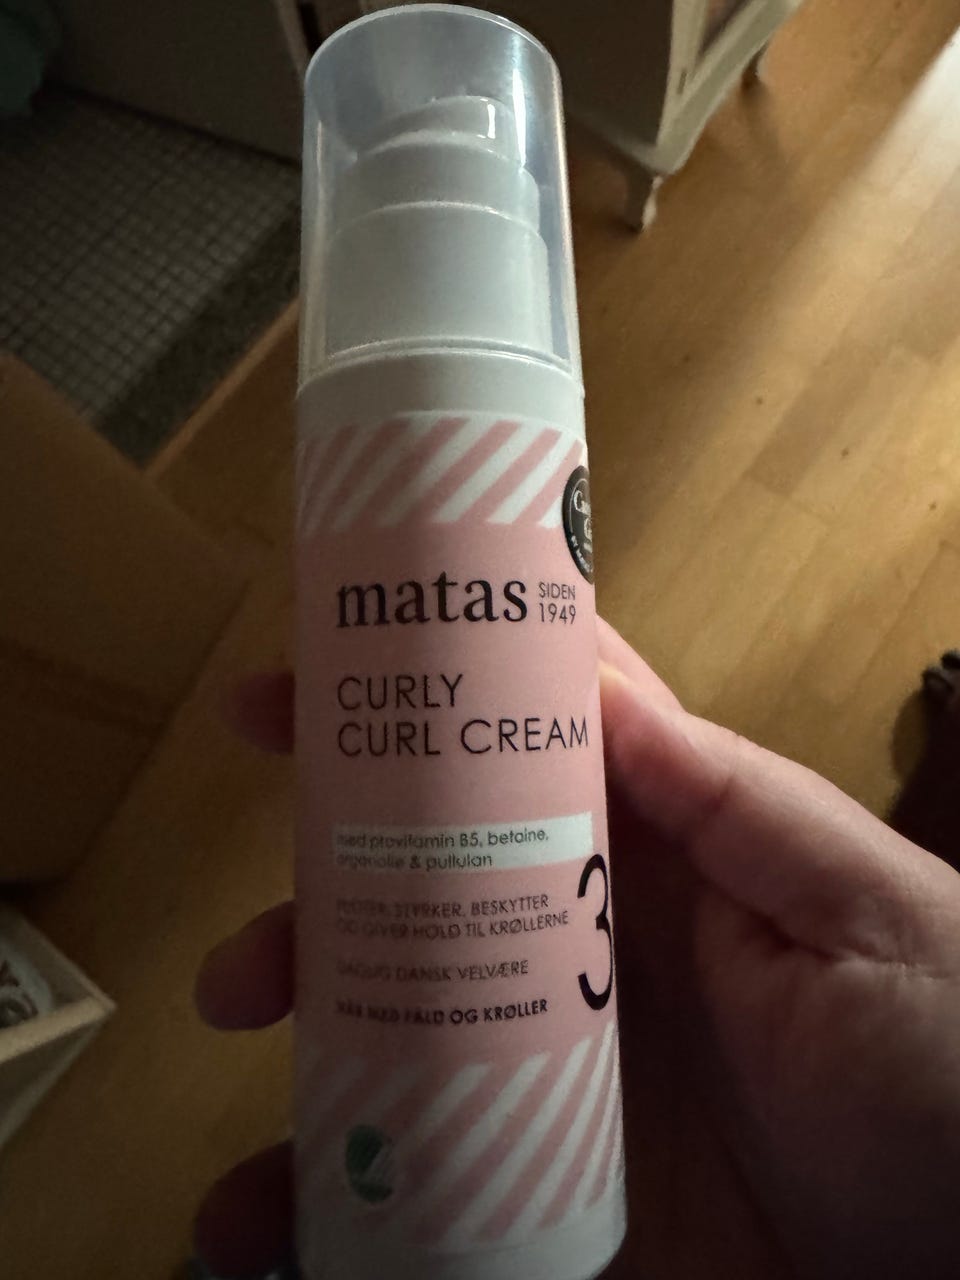 matas SIDEN
1949
CURLY
CURL CREAM
med provitamin B5, betaine,
arganolie & pullulan
PLEJER, STYRKER, BESKYTTER
OG GIVER HOLD TIL KRØLLERNE
3
DAGLIG DANSK VELVÆRE
HÅR MED FALD OG KRØLLER